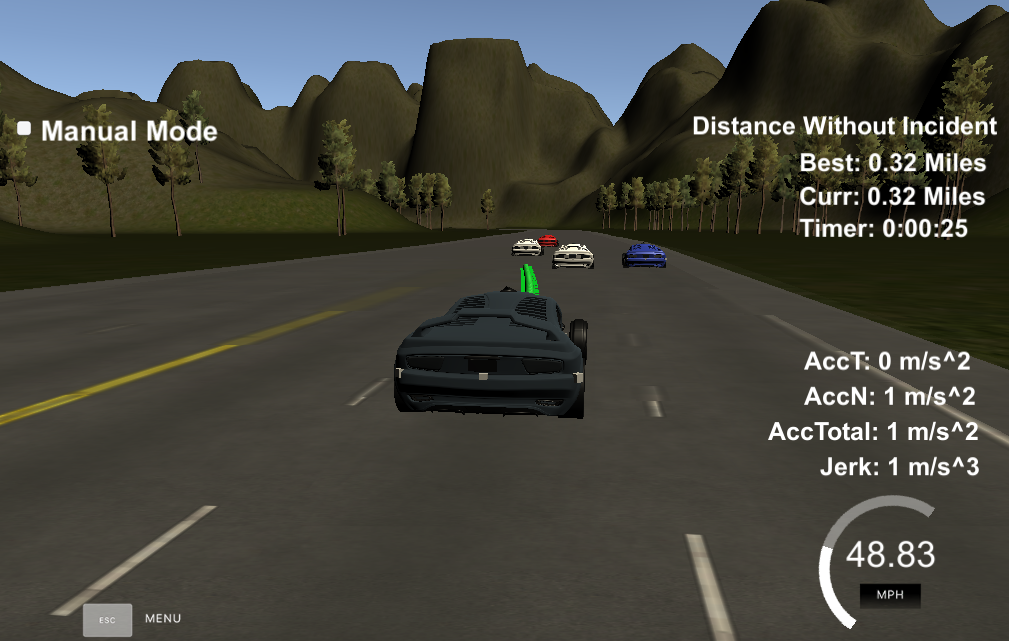 Manual Mode
Distance Without Incident
Best: 0.32 Miles
Curr: 0.32 Miles
Timer: 0:00:25
AccT: 0 m/s^2
AccN: 1 m/s^2
AccTotal: 1 m/s^2
Jerk: 1 m/s^3
48.83
MPH
ESC MENU